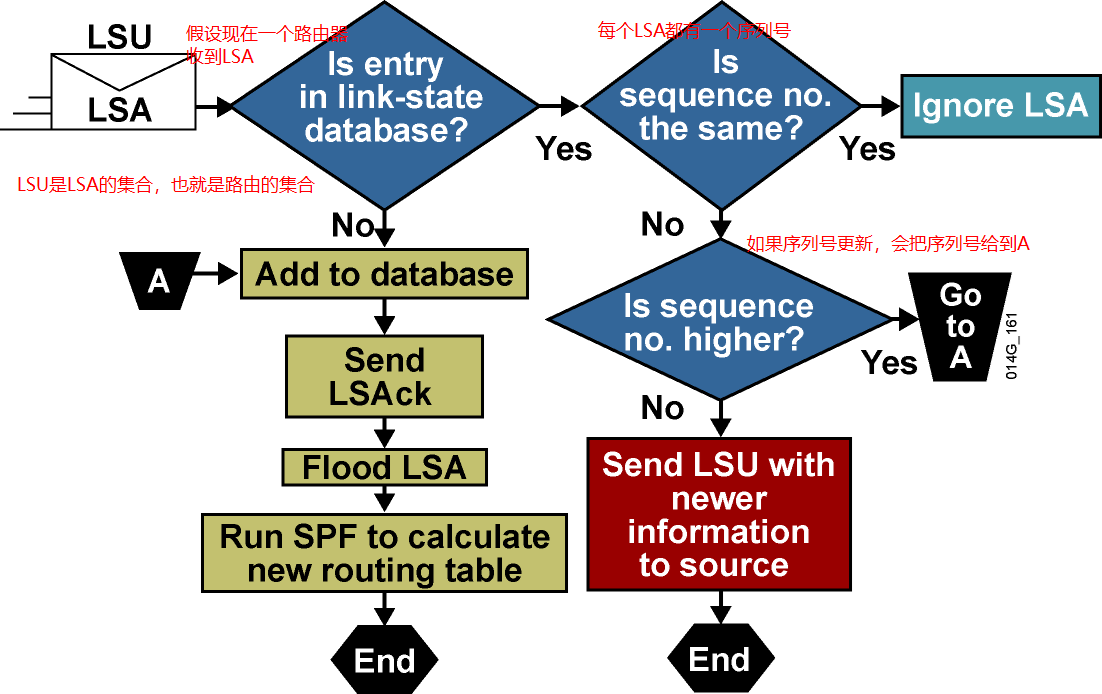 LSU
LSA
假设现在一个路由器
收到LSA
Is entry
in link-state
database?
Yes
每个LSA都有一个序列号
Is
sequence no.
the same?
Yes
Ignore LSA
LSU是LSA的集合，也就是路由的集合
No
No
如果序列号更新，会把序列号给到A
A
Add to database
Is sequence
no. higher?
Yes
Go
to
A
014G_161
Send
LSAck
No
Flood LSA
Send LSU with
newer
information
to source
Run SPF to calculate
new routing table
End
End